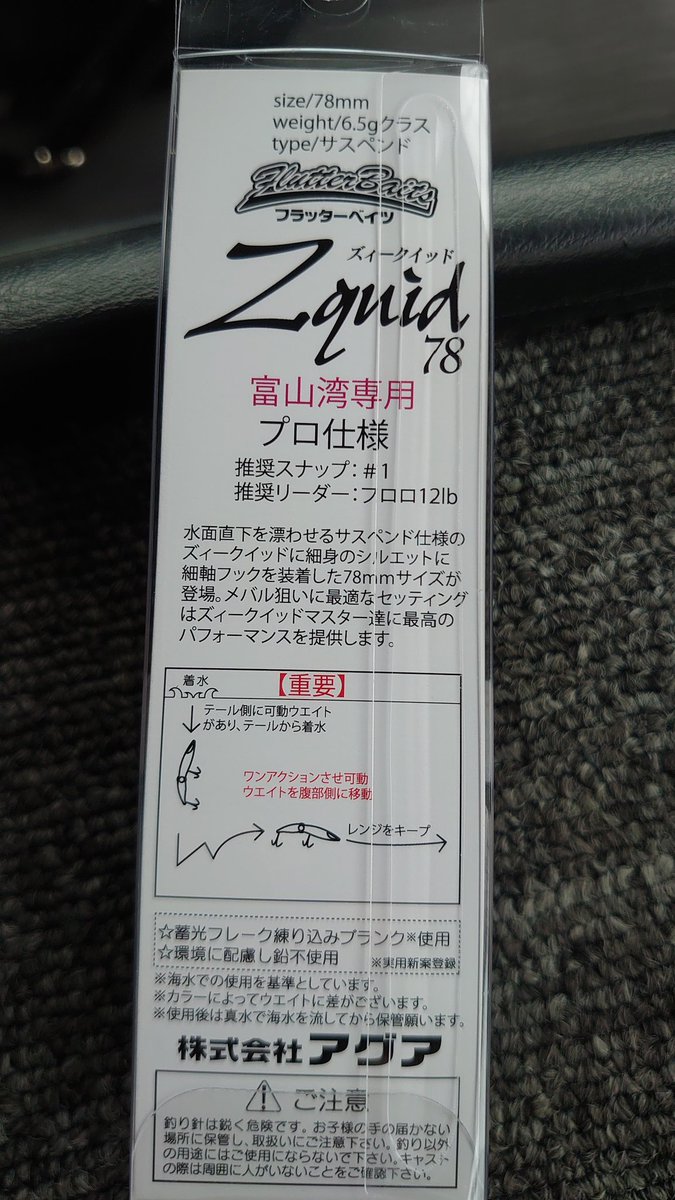 size/78mm
weight/6.5gクラス
type/サスペンド
FlutterBaits
フラッターベイツ
ズィークイッド
Zquid
78
富山湾専用
プロ仕様
推奨スナップ：#1
推奨リーダー：フロロ12lb
水面直下を漂わせるサスペンド仕様の
ズィークイッドに細身のシルエットに
細軸フックを装着した78mmサイズが
登場。メバル狙いに最適なセッティング
はズィークイッドマスター達に最高の
パフォーマンスを提供します。
着水
【重要】
テール側に可動ウエイト
があり、テールから着水
ワンアクションさせ可動
ウエイトを腹部側に移動
レンジをキープ
☆蓄光フレーク練り込みブランク※使用
☆環境に配慮し鉛不使用 ※実用新案登録
※海水での使用を基準としています。
※カラーによってウエイトに差がございます。
※使用後は真水で海水を流してから保管願います。
株式会社アグア
ご注意
釣り針は鋭く危険です。お子様の手の届かない
場所に保管し、取扱いにご注意下さい。釣り以外
の用途にはご使用にならないで下さい。キャスト
の際は周囲に人がいないことをご確認下さい。